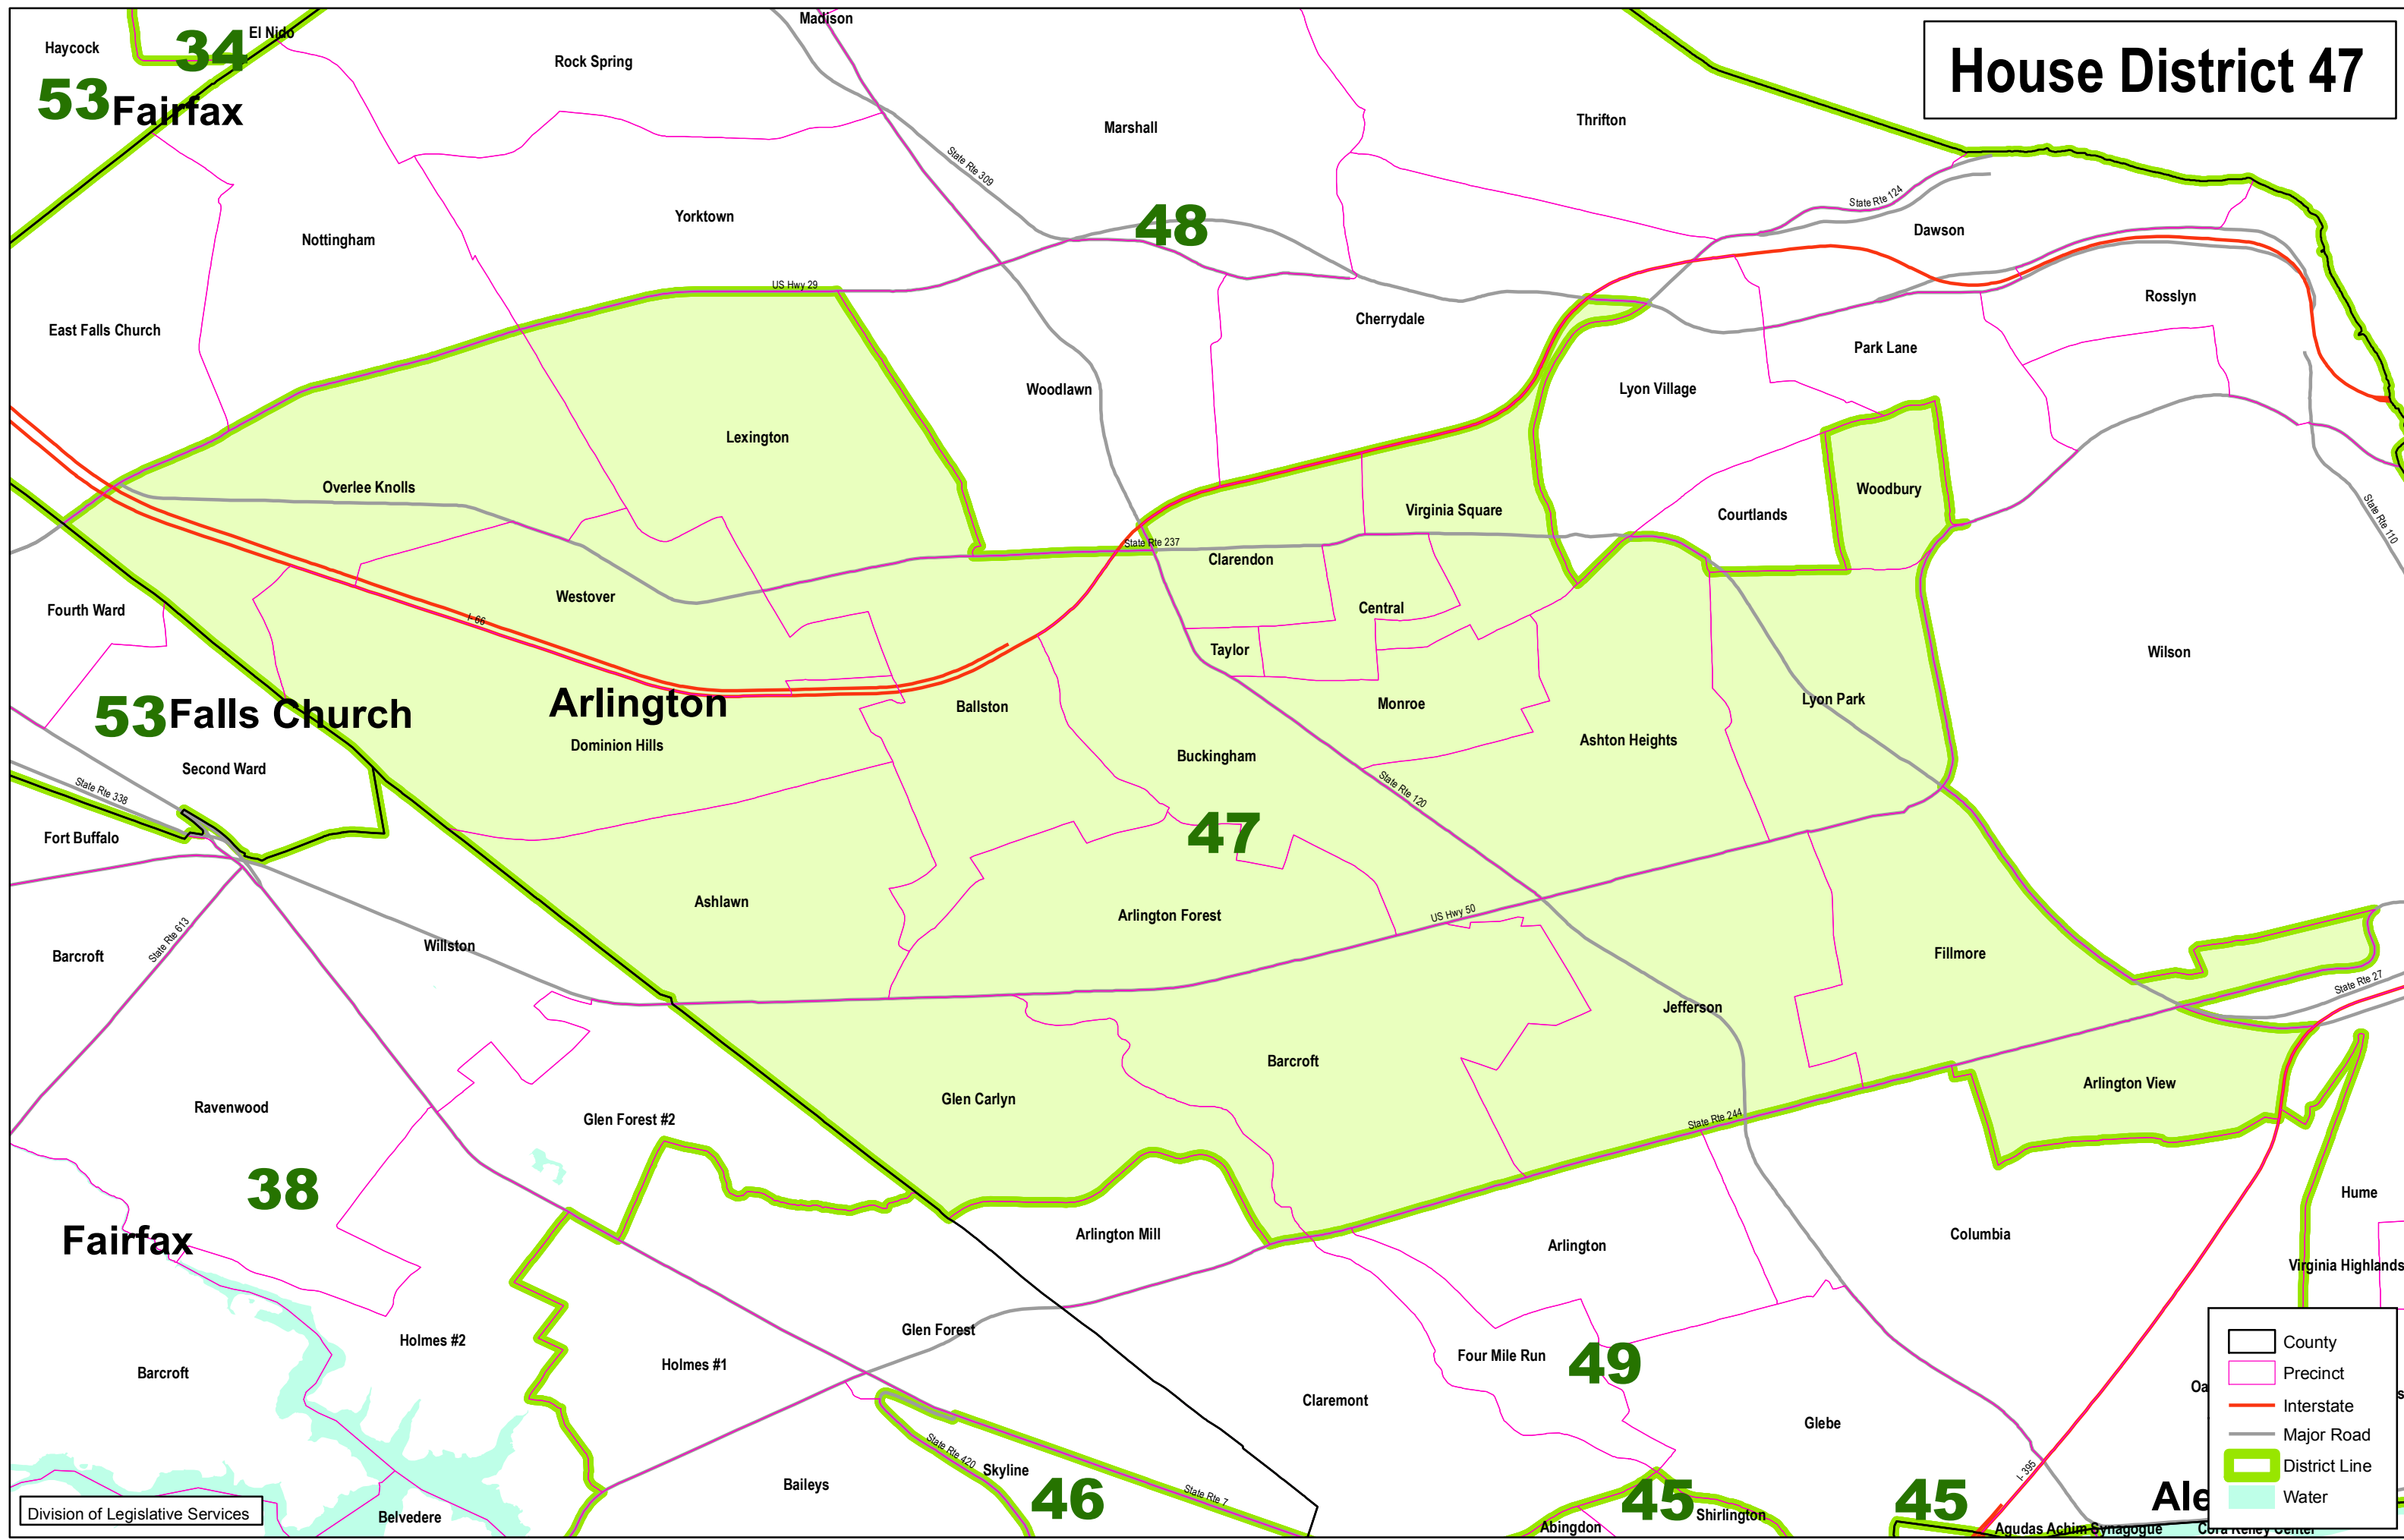 House District 47
Madison
El Nido
34
Haycock
Rock Spring
53
Fairfax
Marshall
Thrifton
State Rte 309
State Rte 124
Yorktown
48
Dawson
Nottingham
US Hwy 29
Rosslyn
East Falls Church
Cherrydale
Park Lane
Woodlawn
Lyon Village
Lexington
Overlee Knolls
Woodbury
Virginia Square
Courtlands
State Rte 110
State Rte 237
Clarendon
Westover
Fourth Ward
Central
I- 66
Taylor
Wilson
53
Falls Church
Arlington
Ballston
Monroe
Lyon Park
Dominion Hills
Ashton Heights
Buckingham
Second Ward
State Rte 338
State Rte 120
47
Fort Buffalo
Ashlawn
Arlington Forest
US Hwy 50
State Rte 613
Willston
Barcroft
Fillmore
State Rte 27
Jefferson
Barcroft
Arlington View
Glen Carlyn
Ravenwood
Glen Forest #2
State Rte 244
38
Hume
Fairfax
Arlington Mill
Arlington
Columbia
Virginia Highlands
Glen Forest
Holmes #2
Holmes #1
Four Mile Run
49
Barcroft
Claremont
Glebe
Oa
s
State Rte 420
Skyline
I- 395
Baileys
46
State Rte 7
45
45
Shirlington
Abingdon
Ale
Belvedere
Agudas Achim Synagogue
Cora Kelley Center
County
Precinct
Interstate
Major Road
District Line
Water
Division of Legislative Services